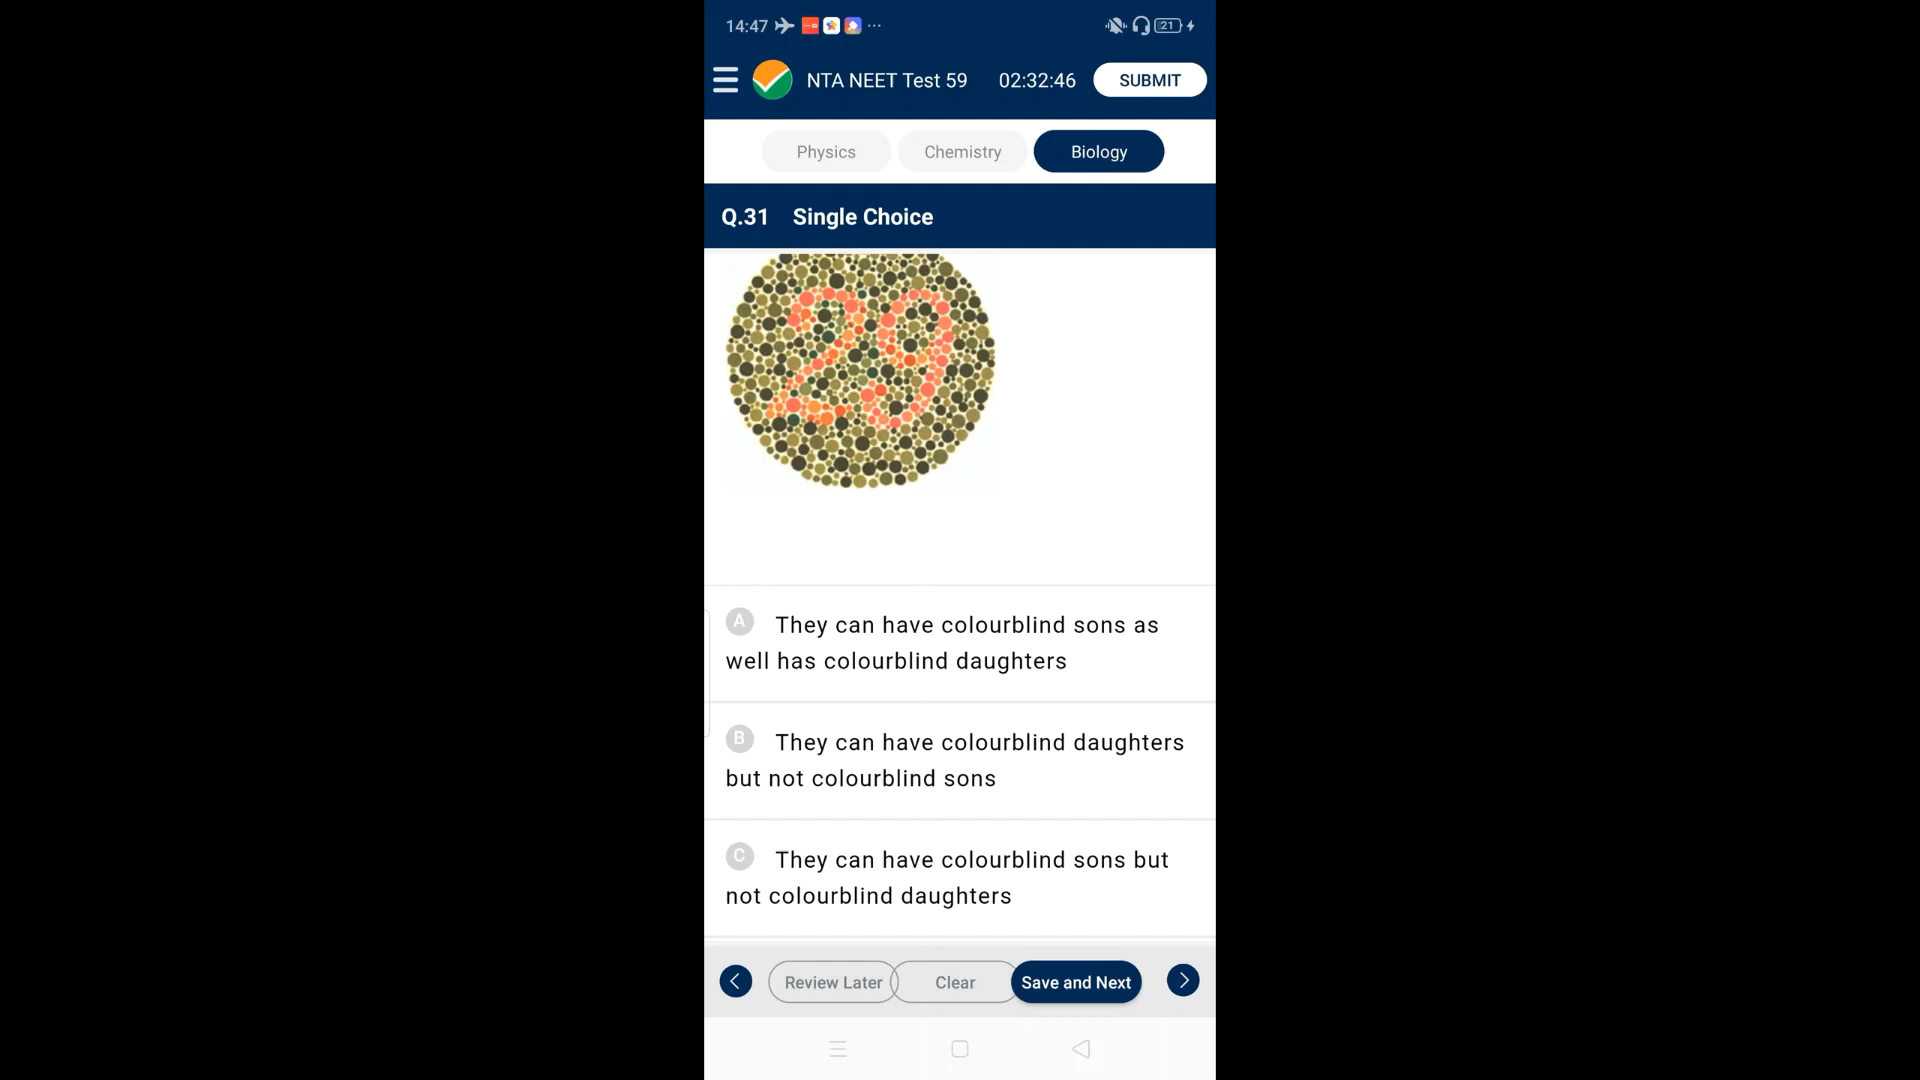 14:47 21
NTA NEET Test 59 02:32:46 SUBMIT
Physics Chemistry Biology
Q.31 Single Choice
29
A They can have colourblind sons as
well has colourblind daughters
B They can have colourblind daughters
but not colourblind sons
C They can have colourblind sons but
not colourblind daughters
Review Later Clear Save and Next